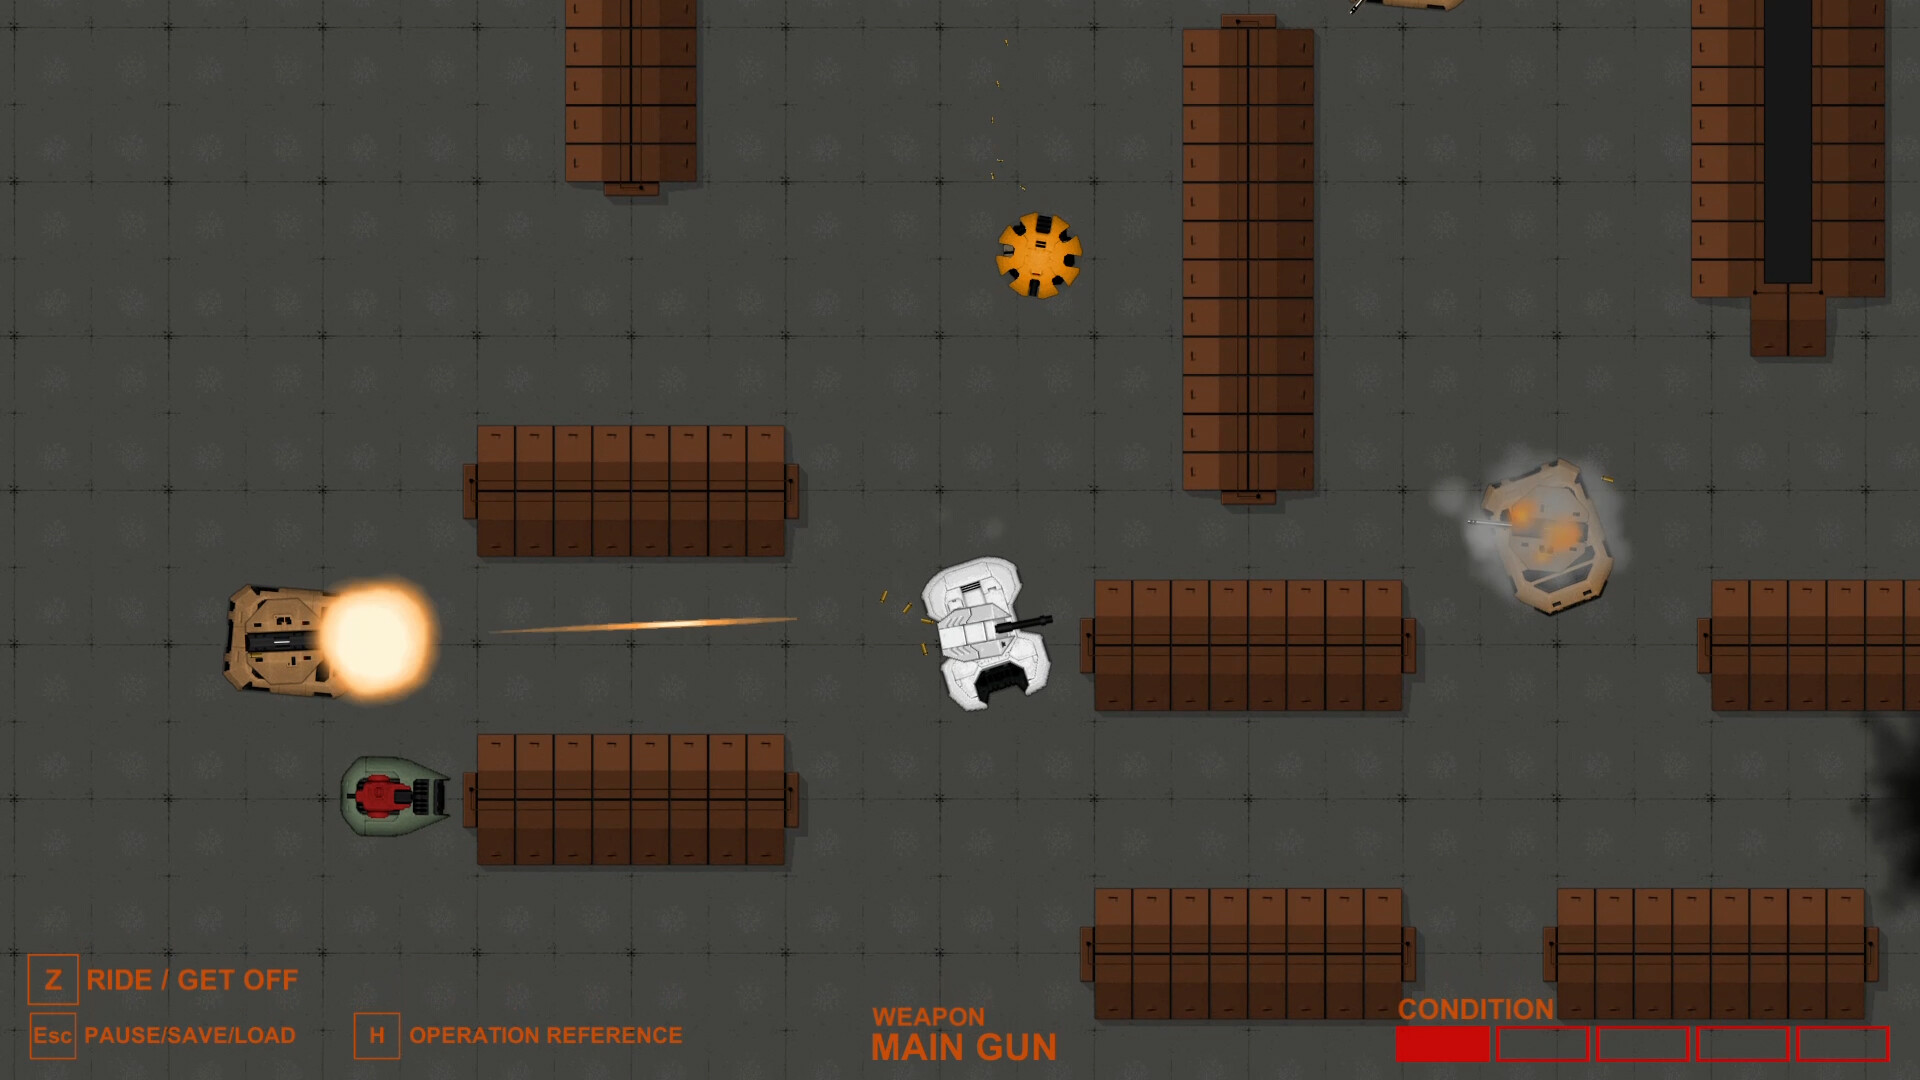 Z RIDE / GET OFF
Esc PAUSE/SAVE/LOAD
H OPERATION REFERENCE
WEAPON
MAIN GUN
CONDITION